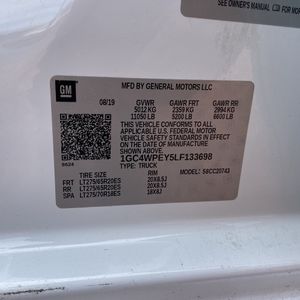 SEE OWNER'S MANUAL
GM
MFD BY GENERAL MOTORS LLC
08/19 GVWR GAWR FRT GAWR RR
5012 KG 2359 KG 2994 KG
11050 LB 5200 LB 6600 LB
THIS VEHICLE CONFORMS TO ALL
APPLICABLE U.S. FEDERAL MOTOR VEHICLE
SAFETY STANDARDS IN EFFECT ON THE
DATE OF MANUFACTURE SHOWN ABOVE.
1GC4WPEY5LF133698
TYPE: TRUCK MODEL:
TIRE SIZE RIM
FRT LT275/65R20ES 20X8.5J
RR LT275/65R20ES 20X8.5J
SPA LT275/70R18ES 18X8J